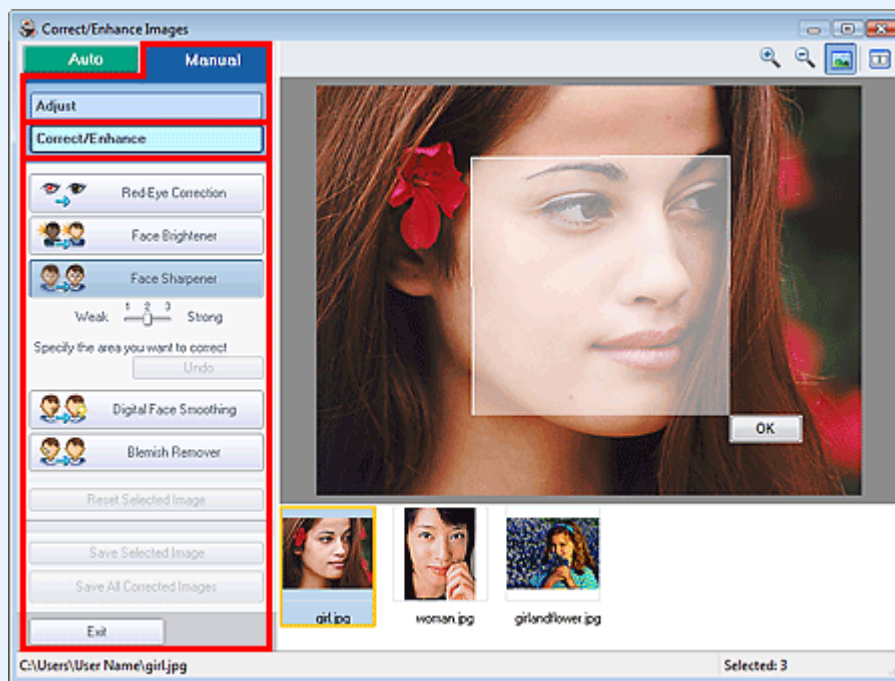 Correct/Enhance Images
Auto
Manual
Adjust
Correct/Enhance
Red-Eye Correction
Face Brightener
Face Sharpener
1 2 3
Weak Strong
Specify the area you want to correct
Undo
Digital Face Smoothing
Blemish Remover
Reset Selected Image
Save Selected Image
Save All Corrected Images
Exit
OK
girl.jpg
woman.jpg
girlandflower.jpg
C:\Users\User Name\girl.jpg
Selected: 3